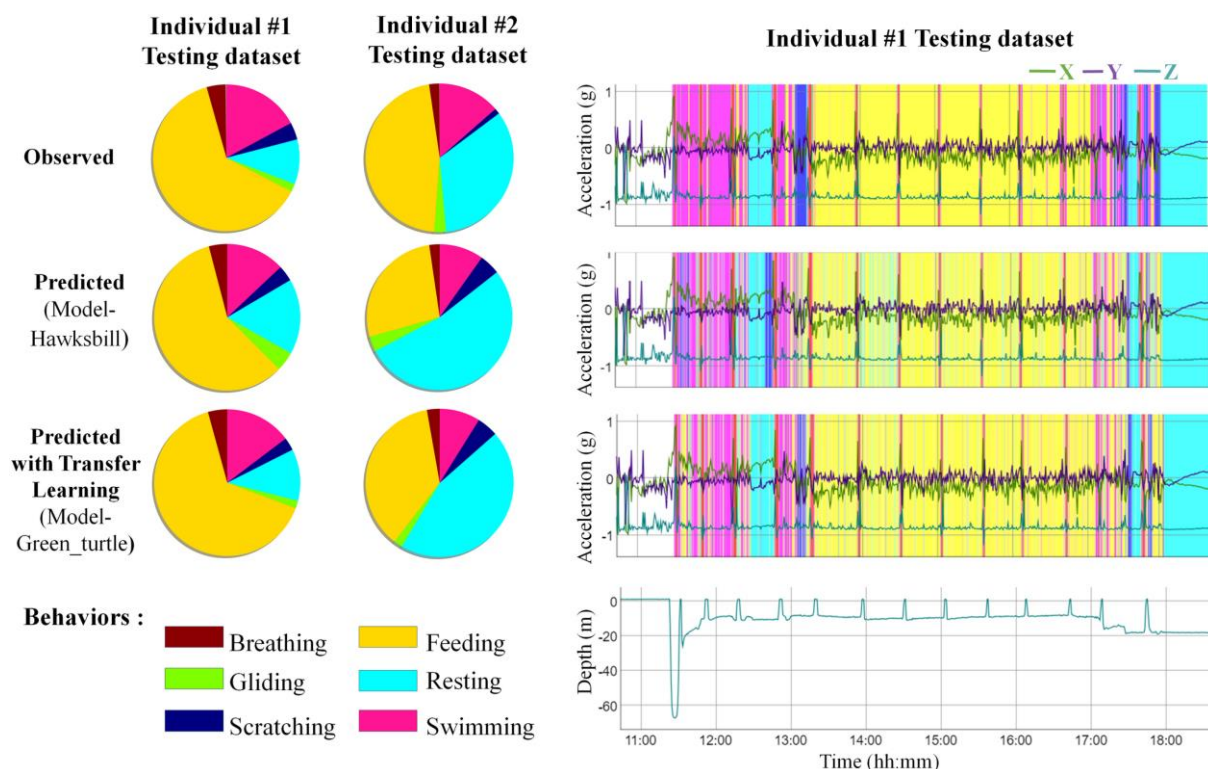 Individual #1
Testing dataset
Individual #2
Testing dataset
Individual #1 Testing dataset
X Y Z
Observed
Acceleration (g)
1
0
-1
Predicted
(Model-
Hawksbill)
Acceleration (g)
1
0
-1
Predicted
with Transfer
Learning
(Model-
Green_turtle)
Acceleration (g)
1
0
-1
Behaviors :
Breathing
Feeding
Gliding
Resting
Scratching
Swimming
Depth (m)
0
-20
-40
-60
11:00 12:00 13:00 14:00 15:00 16:00 17:00 18:00
Time (hh:mm)